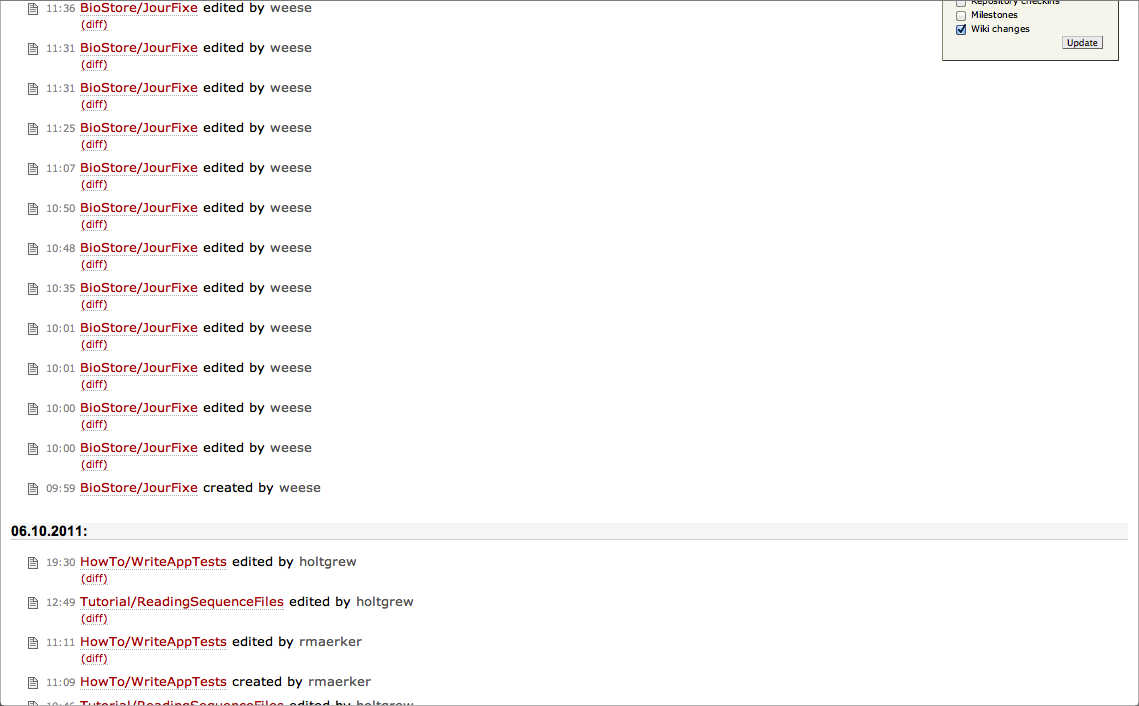 Repository checkins
Milestones
Wiki changes
Update
11:36 BioStore/JourFixe edited by weese
(diff)
11:31 BioStore/JourFixe edited by weese
(diff)
11:31 BioStore/JourFixe edited by weese
(diff)
11:25 BioStore/JourFixe edited by weese
(diff)
11:07 BioStore/JourFixe edited by weese
(diff)
10:50 BioStore/JourFixe edited by weese
(diff)
10:48 BioStore/JourFixe edited by weese
(diff)
10:35 BioStore/JourFixe edited by weese
(diff)
10:01 BioStore/JourFixe edited by weese
(diff)
10:01 BioStore/JourFixe edited by weese
(diff)
10:00 BioStore/JourFixe edited by weese
(diff)
10:00 BioStore/JourFixe edited by weese
(diff)
09:59 BioStore/JourFixe created by weese
06.10.2011:
19:30 HowTo/WriteAppTests edited by holtgrew
(diff)
12:49 Tutorial/ReadingSequenceFiles edited by holtgrew
(diff)
11:11 HowTo/WriteAppTests edited by rmaerker
(diff)
11:09 HowTo/WriteAppTests created by rmaerker
10:46 Tutorial/ReadingSequenceFiles edited by holtgrew